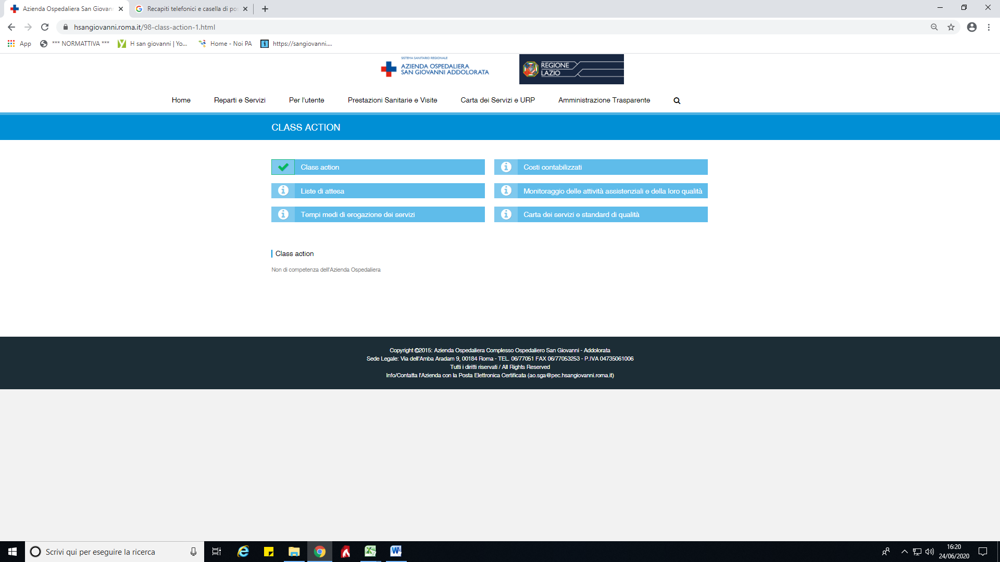 Azienda Ospedaliera San Giovann
Recapiti telefonici e casella di pos
hsangiovanni.roma.it/98-class-action-1.html
App
*** NORMATTIVA ***
H san giovanni | Yo...
Home - Noi PA
https://sangiovanni....
SISTEMA SANITARIO REGIONALE
AZIENDA OSPEDALIERA
SAN GIOVANNI ADDOLORATA
REGIONE
LAZIO
Home
Reparti e Servizi
Per l'utente
Prestazioni Sanitarie e Visite
Carta dei Servizi e URP
Amministrazione Trasparente
CLASS ACTION
Class action
Costi contabilizzati
Liste di attesa
Monitoraggio delle attività assistenziali e della loro qualità
Tempi medi di erogazione dei servizi
Carta dei servizi e standard di qualità
Class action
Non di competenza dell'Azienda Ospedaliera
Copyright ©2015: Azienda Ospedaliera Complesso Ospedaliero San Giovanni - Addolorata
Sede Legale: Via dell'Amba Aradam 9, 00184 Roma - TEL. 06/77051 FAX 06/77053253 - P.IVA 04735061006
Tutti i diritti riservati / All Rights Reserved
Info/Contatta l'Azienda con la Posta Elettronica Certificata (ao.sga@pec.hsangiovanni.roma.it)
Scrivi qui per eseguire la ricerca
16:20
24/06/2020